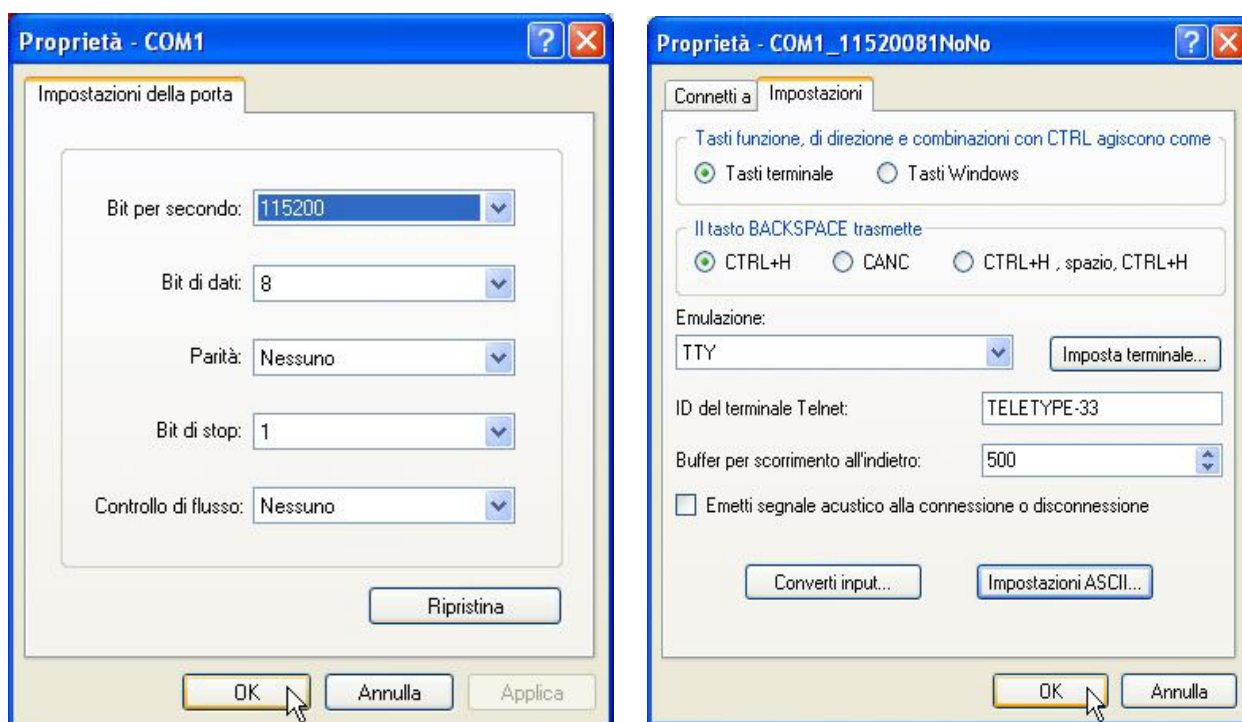 Proprietà - COM1
Impostazioni della porta
Bit per secondo: 115200
Bit di dati: 8
Parità: Nessuno
Bit di stop: 1
Controllo di flusso: Nessuno
Ripristina
OK Annulla Applica
Proprietà - COM1_11520081NoNo
Connetti a Impostazioni
Tasti funzione, di direzione e combinazioni con CTRL agiscono come
Tasti terminale Tasti Windows
Il tasto BACKSPACE trasmette
CTRL+H CANC CTRL+H , spazio, CTRL+H
Emulazione:
TTY Imposta terminale...
ID del terminale Telnet: TELETYPE-33
Buffer per scorrimento all'indietro: 500
Emetti segnale acustico alla connessione o disconnessione
Converti input... Impostazioni ASCII...
OK Annulla